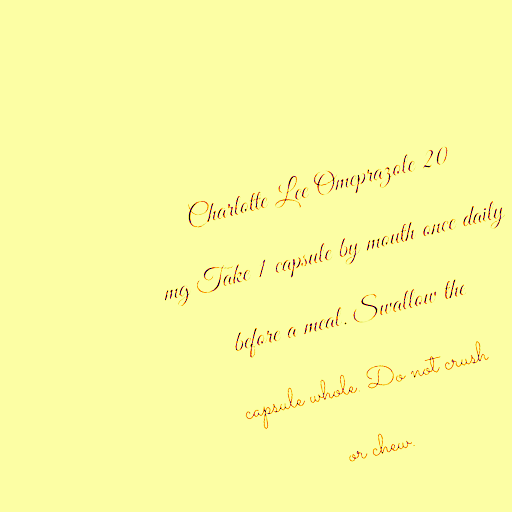 Charlotte Lee Omeprazole 20
mg Take 1 capsule by mouth once daily
before a meal. Swallow the
capsule whole. Do not crush
or chew.